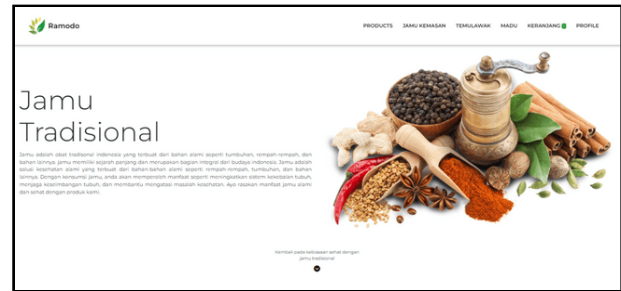 Ramodo
PRODUCTS JAMU KEMASAN TEMULAWAK MADU KERANJANG PROFILE
Jamu
Tradisional
Jamu adalah obat tradisional Indonesia yang terbuat dari bahan alami seperti tumbuhan, rempah-rempah, dan
bahan lainnya. Jamu memiliki sejarah panjang dan merupakan bagian integral dari budaya Indonesia. Jamu adalah
solusi kesehatan alami yang terbuat dari bahan-bahan alami seperti rempah-rempah, tumbuhan, dan bahan
lainnya. Dengan konsumsi jamu, anda akan memperoleh manfaat seperti meningkatkan sistem kekebalan tubuh,
menjaga keseimbangan tubuh, dan membantu mengatasi masalah kesehatan. Ayo rasakan manfaat jamu alami
dan sehat dengan produk kami.
Kembali pada kebiasaan sehat dengan
jamu tradisional